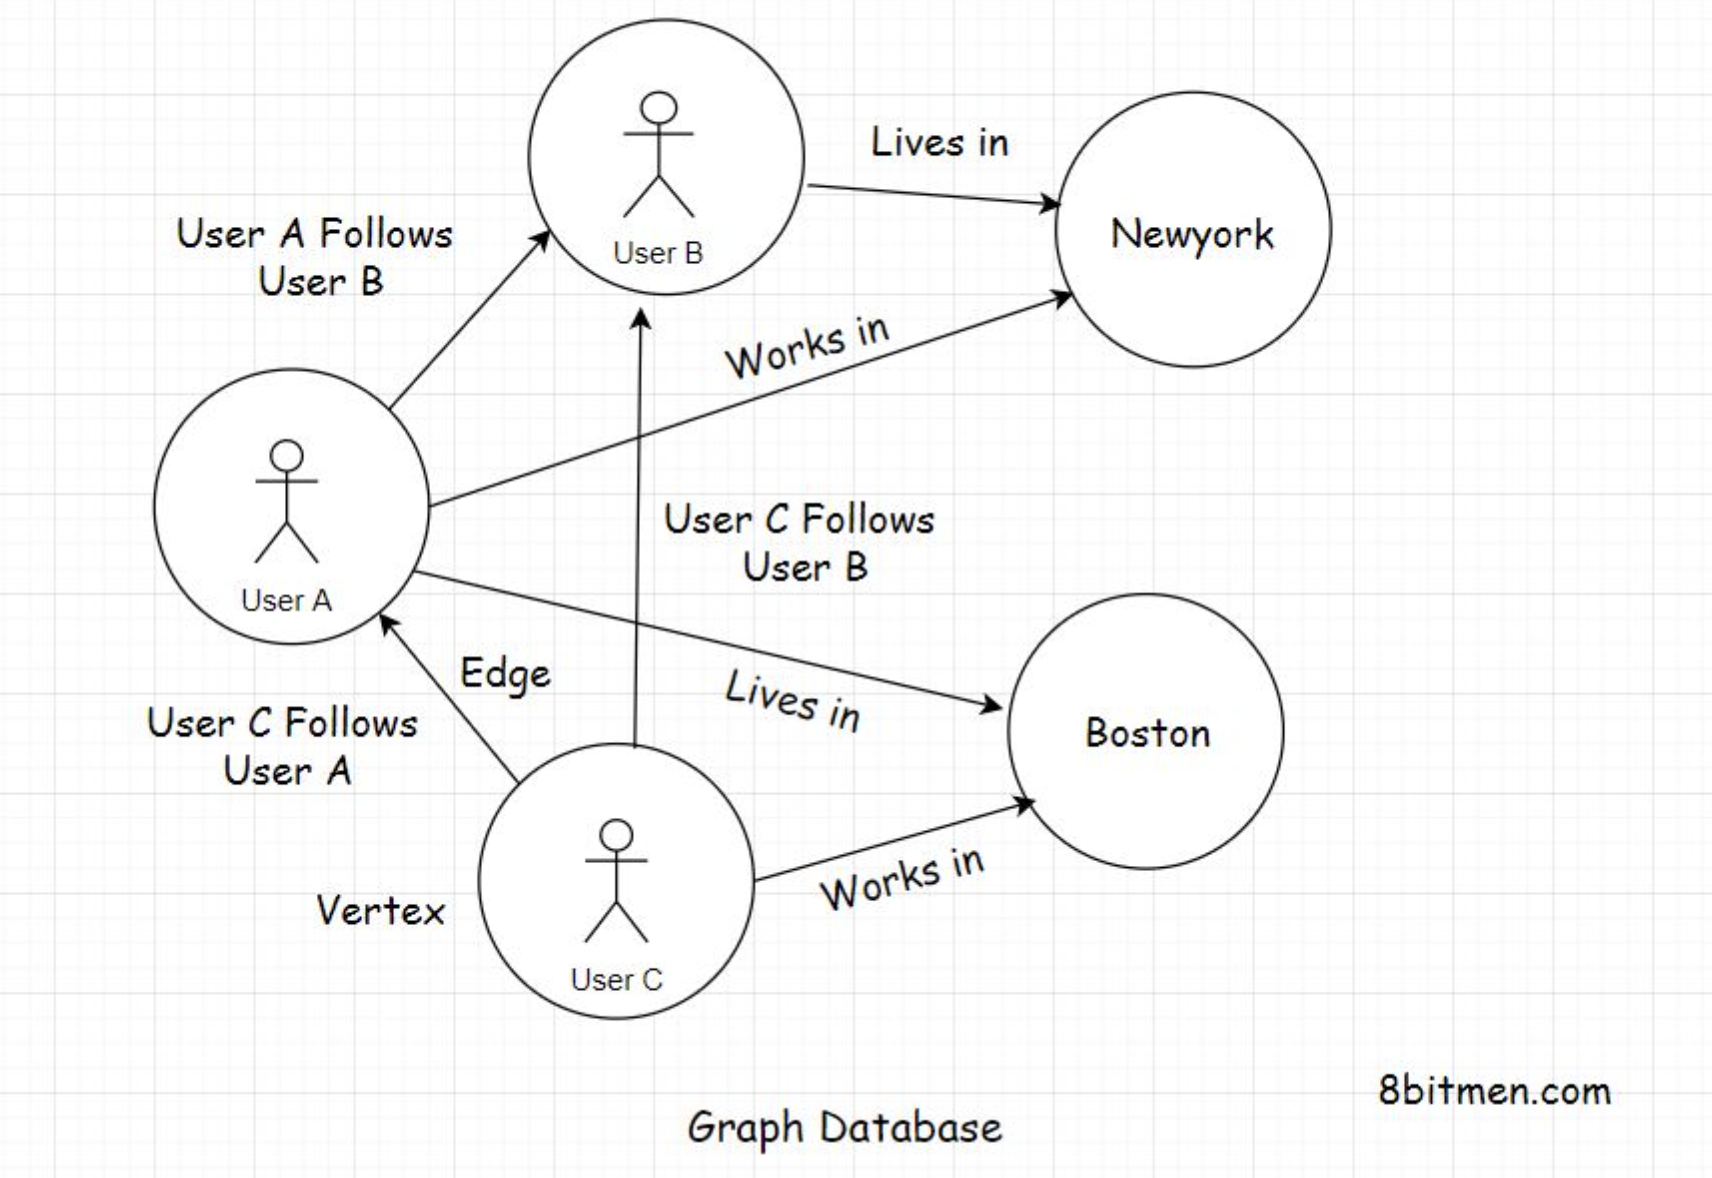 Lives in
User A Follows
User B
User B
Newyork
Works in
User C Follows
User B
User A
Edge
Lives in
User C Follows
User A
Boston
Works in
Vertex
User C
8bitmen.com
Graph Database